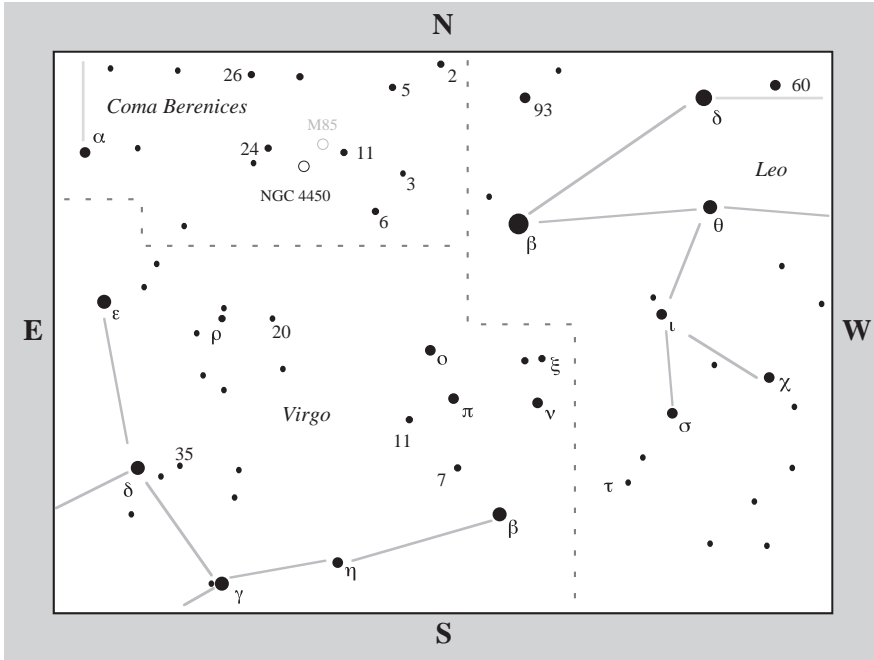 N
2
26
5
60
93
δ
Coma Berenices
M85
α
24
11
3
Leo
NGC 4450
6
β
θ
E
ε
ρ
20
ι
W
ο
ξ
χ
π
ν
Virgo
11
σ
35
7
τ
δ
β
η
γ
S